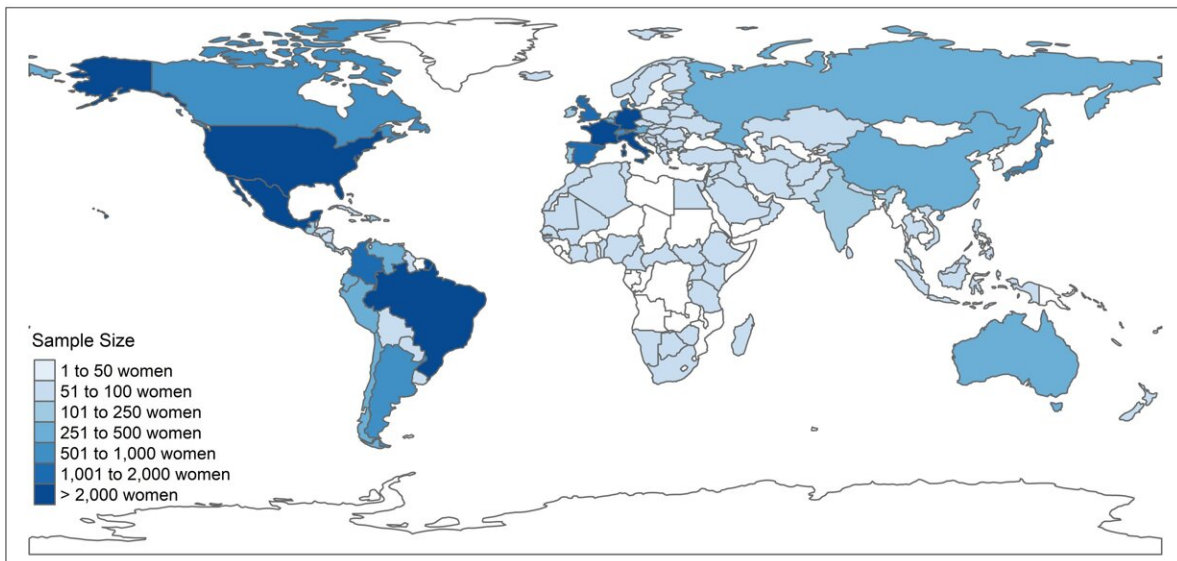 Sample Size
1 to 50 women
51 to 100 women
101 to 250 women
251 to 500 women
501 to 1,000 women
1,001 to 2,000 women
> 2,000 women